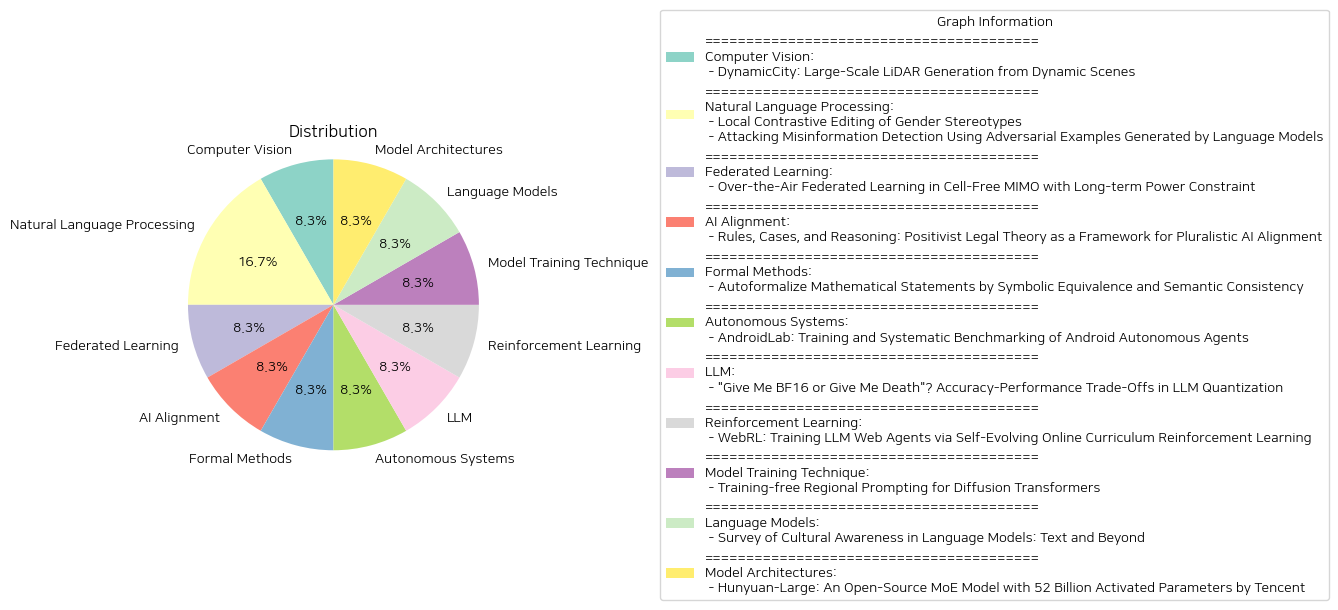 Distribution
Computer Vision
Model Architectures
Language Models
Natural Language Processing
Model Training Technique
Federated Learning
Reinforcement Learning
AI Alignment
LLM
Formal Methods
Autonomous Systems
8.3%
8.3%
8.3%
16.7%
8.3%
8.3%
8.3%
8.3%
8.3%
8.3%
8.3%
Graph Information
========================================
Computer Vision:
- DynamicCity: Large-Scale LiDAR Generation from Dynamic Scenes
========================================
Natural Language Processing:
- Local Contrastive Editing of Gender Stereotypes
- Attacking Misinformation Detection Using Adversarial Examples Generated by Language Models
========================================
Federated Learning:
- Over-the-Air Federated Learning in Cell-Free MIMO with Long-term Power Constraint
========================================
AI Alignment:
- Rules, Cases, and Reasoning: Positivist Legal Theory as a Framework for Pluralistic AI Alignment
========================================
Formal Methods:
- Autoformalize Mathematical Statements by Symbolic Equivalence and Semantic Consistency
========================================
Autonomous Systems:
- AndroidLab: Training and Systematic Benchmarking of Android Autonomous Agents
========================================
LLM:
- "Give Me BF16 or Give Me Death"? Accuracy-Performance Trade-Offs in LLM Quantization
========================================
Reinforcement Learning:
- WebRL: Training LLM Web Agents via Self-Evolving Online Curriculum Reinforcement Learning
========================================
Model Training Technique:
- Training-free Regional Prompting for Diffusion Transformers
========================================
Language Models:
- Survey of Cultural Awareness in Language Models: Text and Beyond
========================================
Model Architectures:
- Hunyuan-Large: An Open-Source MoE Model with 52 Billion Activated Parameters by Tencent